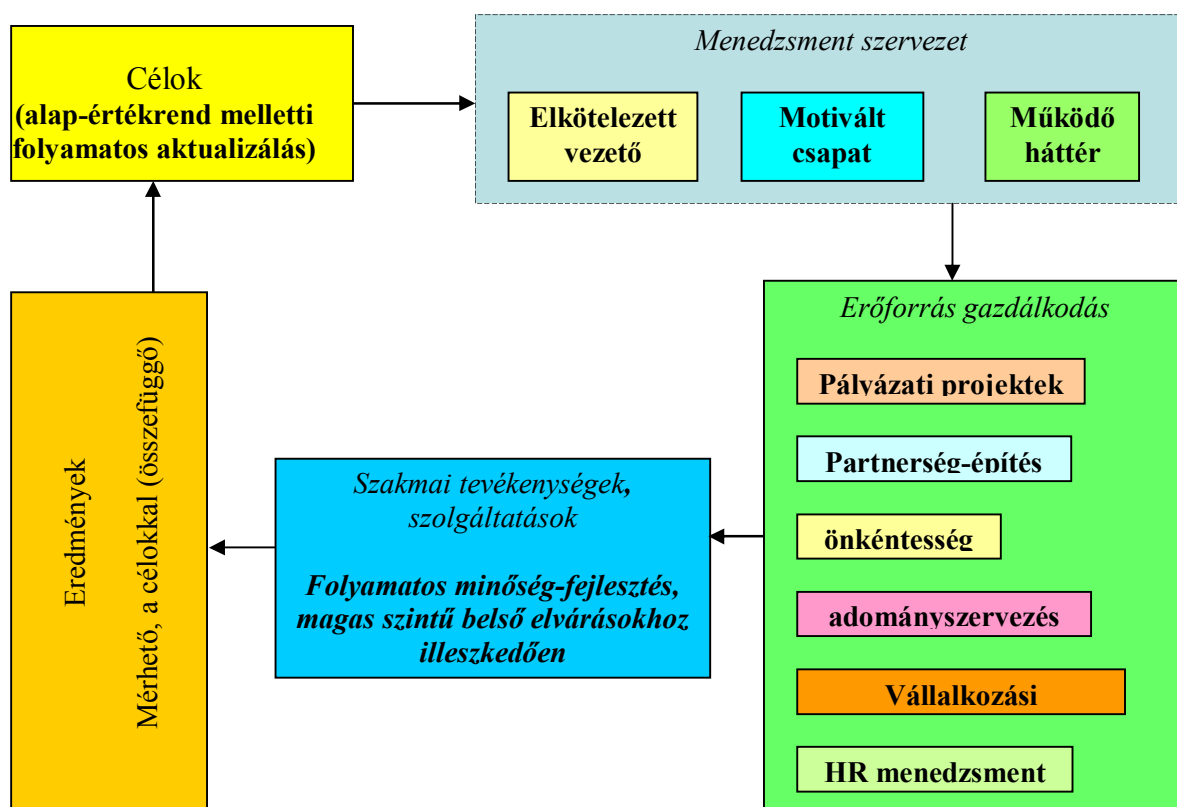 Célok
(alap-értékrend melletti
folyamatos aktualizálás)
Menedzsment szervezet
Elkötelezett
vezető
Motivált
csapat
Működő
háttér
Erőforrás gazdálkodás
Pályázati projektek
Partnerség-építés
önkéntesség
adományszervezés
Vállalkozási
HR menedzsment
Szakmai tevékenységek,
szolgáltatások
Folyamatos minőség-fejlesztés,
magas szintű belső elvárásokhoz
illeszkedően
Eredmények
Mérhető, a célokkal (összefüggő)